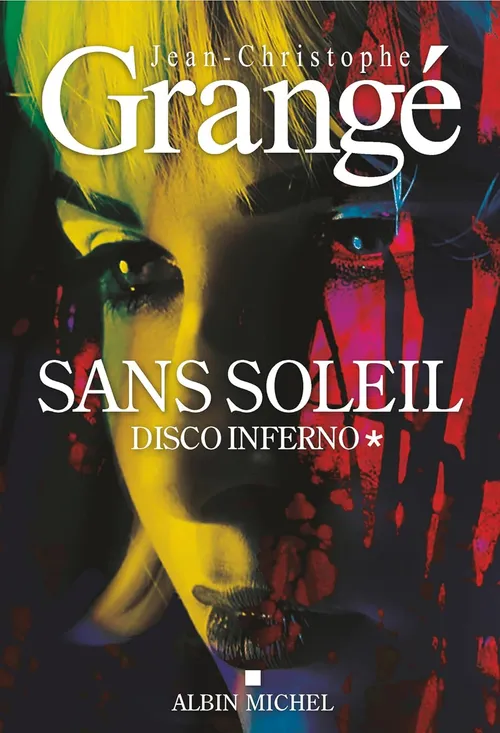 Jean-Christophe
Grangé
SANS SOLEIL
DISCO INFERNO *
ALBIN MICHEL